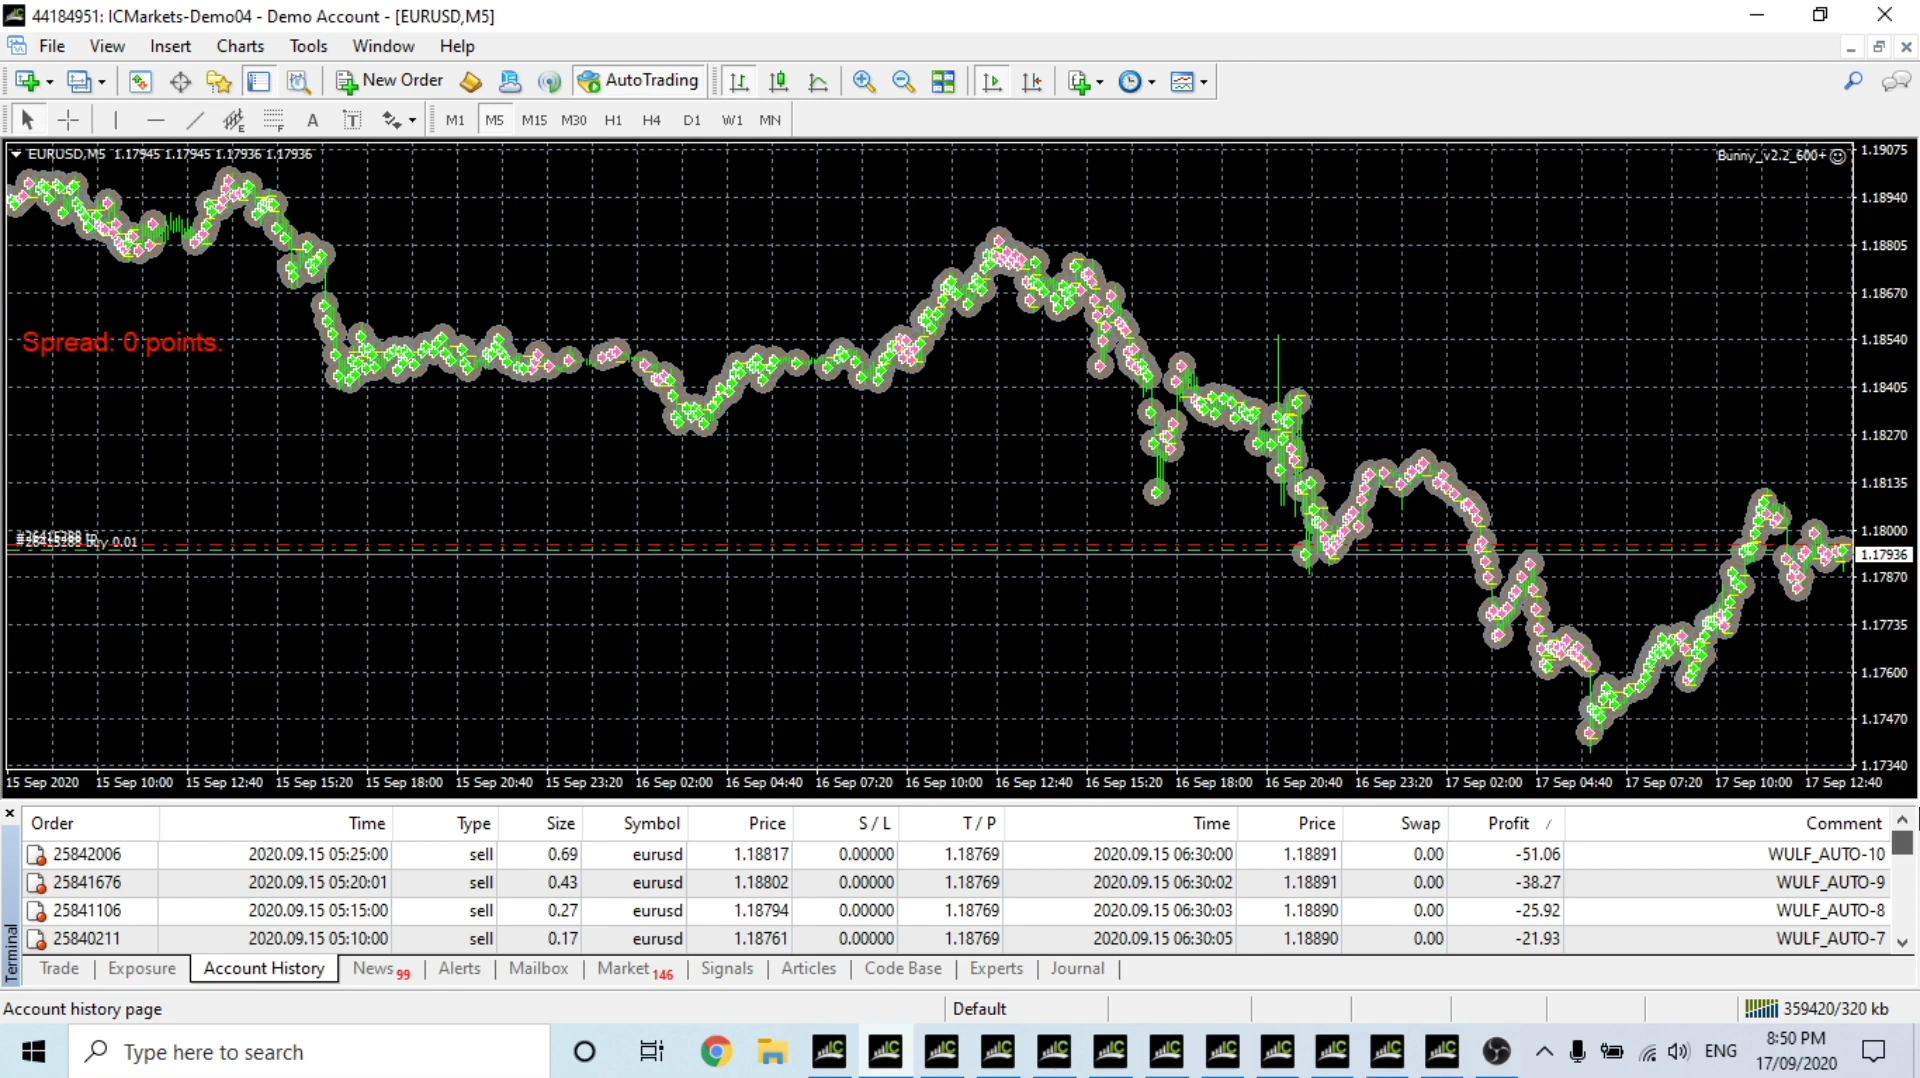 44184951: ICMarkets-Demo04 - Demo Account - [EURUSD,M5]
File View Insert Charts Tools Window Help
New Order AutoTrading
A T M1 M5 M15 M30 H1 H4 D1 W1 MN
EURUSD,M5 1.17945 1.17945 1.17936 1.17936
Bunny_v2.2_600+
1.19075
1.18940
1.18805
1.18670
Spread: 0 points.
1.18540
1.18405
1.18270
1.18135
1.18000
buy 0.01
1.17936
1.17870
1.17735
1.17600
1.17470
1.17340
15 Sep 2020 15 Sep 10:00 15 Sep 12:40 15 Sep 15:20 15 Sep 18:00 15 Sep 20:40 15 Sep 23:20 16 Sep 02:00 16 Sep 04:40 16 Sep 07:20 16 Sep 10:00 16 Sep 12:40 16 Sep 15:20 16 Sep 18:00 16 Sep 20:40 16 Sep 23:20 17 Sep 02:00 17 Sep 04:40 17 Sep 07:20 17 Sep 10:00 17 Sep 12:40
Order Time Type Size Symbol Price S / L T / P Time Price Swap Profit / Comment
25842006 2020.09.15 05:25:00 sell 0.69 eurusd 1.18817 0.00000 1.18769 2020.09.15 06:30:00 1.18891 0.00 -51.06 WULF_AUTO-10
25841676 2020.09.15 05:20:01 sell 0.43 eurusd 1.18802 0.00000 1.18769 2020.09.15 06:30:02 1.18891 0.00 -38.27 WULF_AUTO-9
25841106 2020.09.15 05:15:00 sell 0.27 eurusd 1.18794 0.00000 1.18769 2020.09.15 06:30:03 1.18890 0.00 -25.92 WULF_AUTO-8
25840211 2020.09.15 05:10:00 sell 0.17 eurusd 1.18761 0.00000 1.18769 2020.09.15 06:30:05 1.18890 0.00 -21.93 WULF_AUTO-7
Terminal
Trade Exposure Account History News 99 Alerts Mailbox Market 146 Signals Articles Code Base Experts Journal
Account history page Default 359420/320 kb
Type here to search
ENG
8:50 PM
17/09/2020